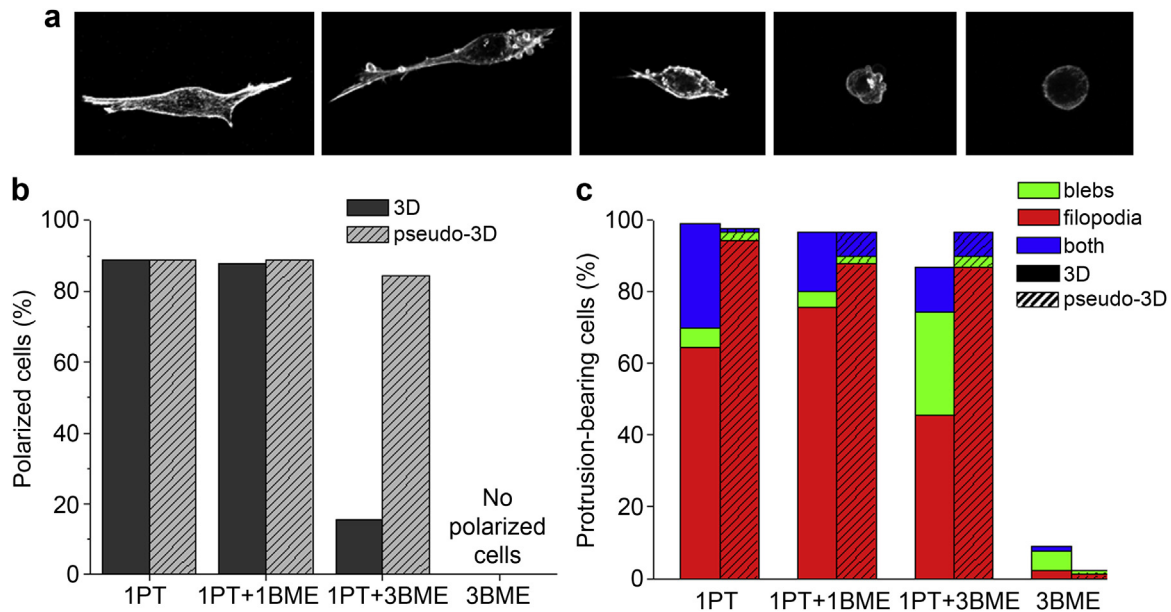 a
b
Polarized cells (%)
100
80
60
40
20
0
3D
pseudo-3D
No
polarized
cells
1PT
1PT+1BME
1PT+3BME
3BME
c
Protrusion-bearing cells (%)
100
80
60
40
20
0
blebs
filopodia
both
3D
pseudo-3D
1PT
1PT+1BME
1PT+3BME
3BME